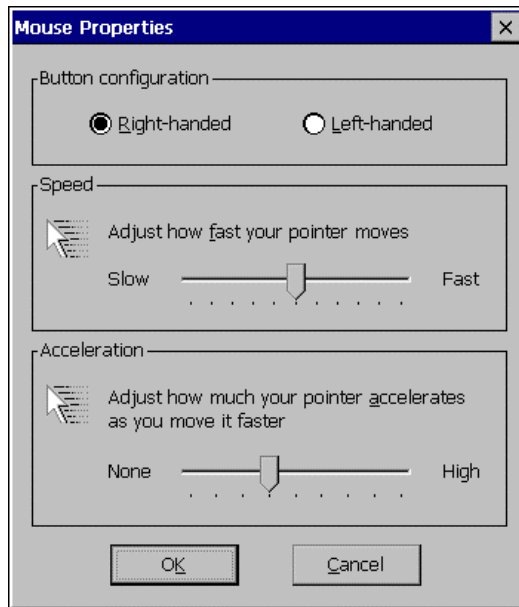 Mouse Properties
Button configuration
Right-handed Left-handed
Speed
Adjust how fast your pointer moves
Slow Fast
Acceleration
Adjust how much your pointer accelerates
as you move it faster
None High
OK Cancel